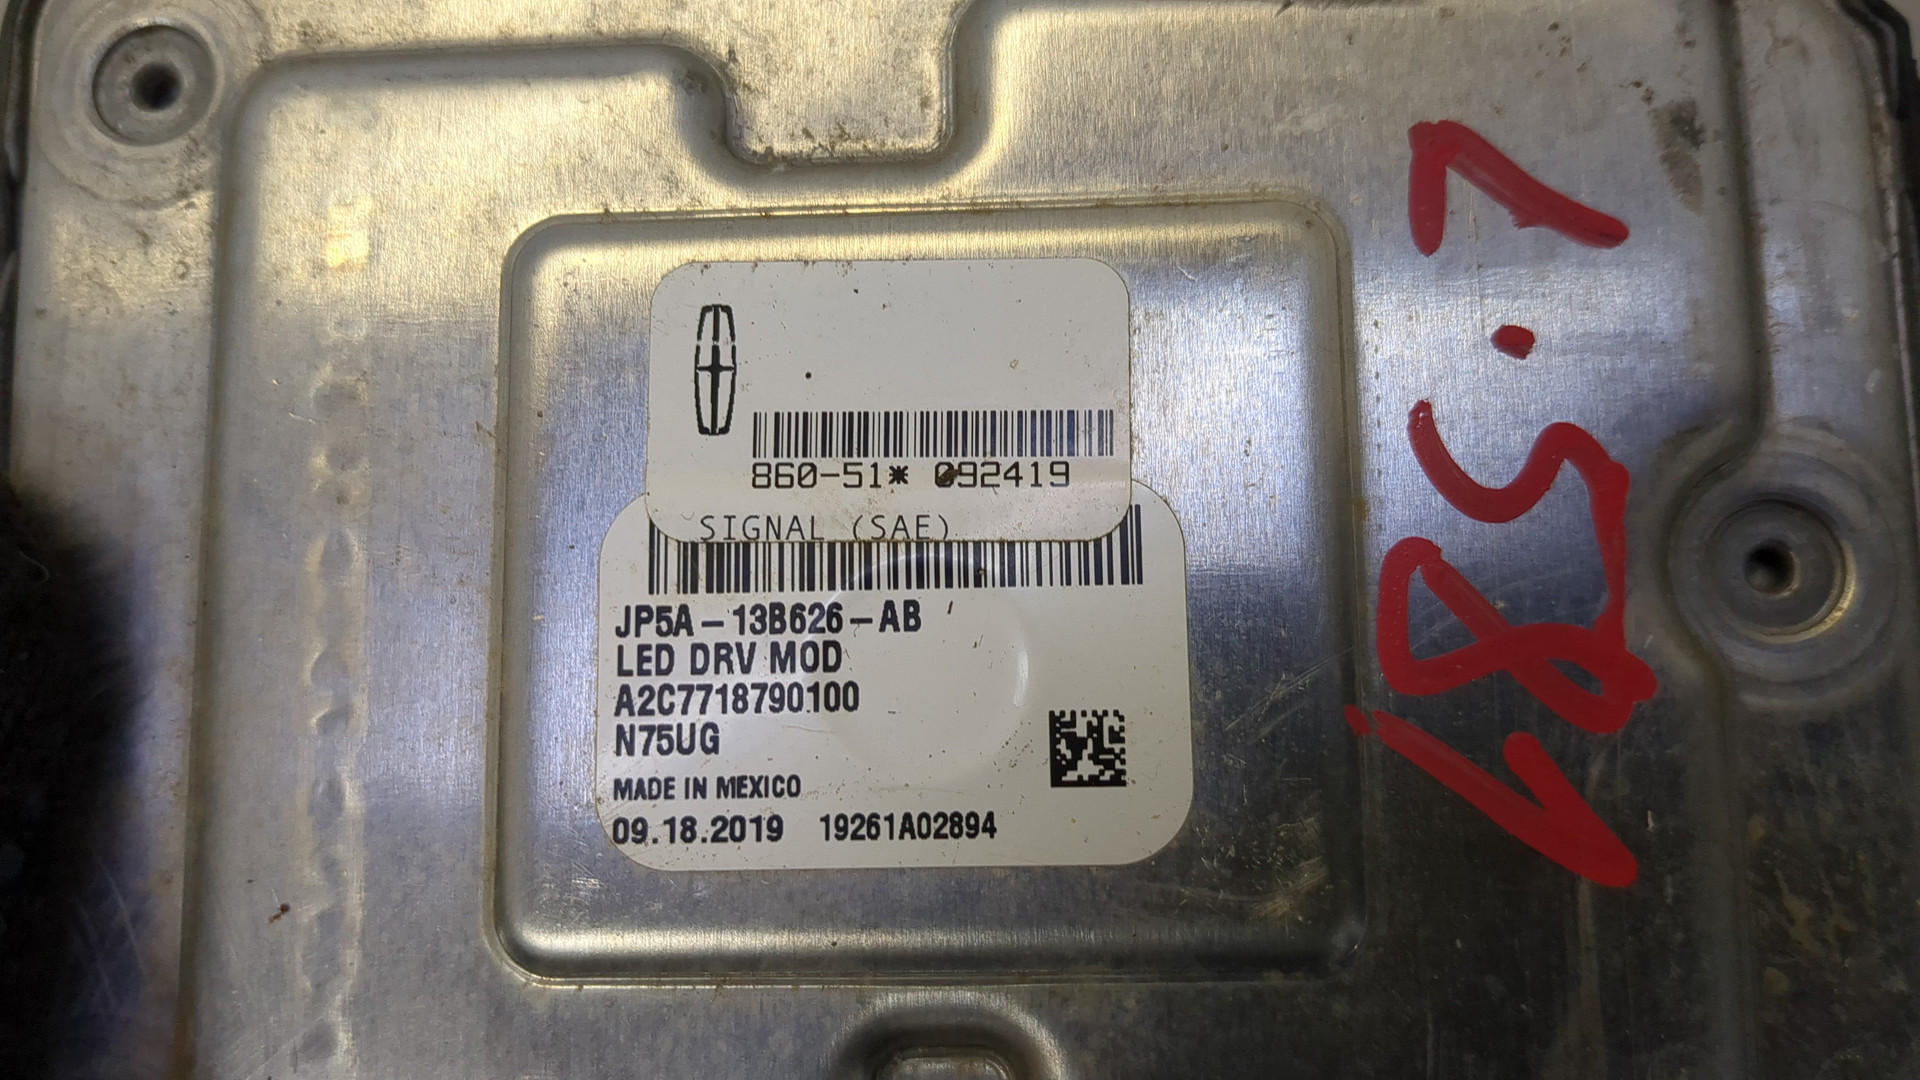 860-51* 092419
SIGNAL (SAE)
JP5A-13B626-AB
LED DRV MOD
A2C7718790100
N75UG
MADE IN MEXICO
09.18.2019 19261A02894
L.581